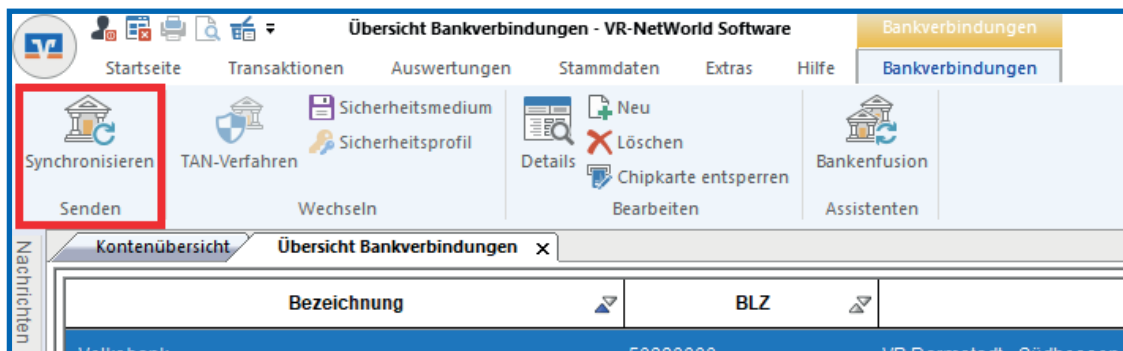 Übersicht Bankverbindungen - VR-NetWorld Software
Bankverbindungen
Startseite Transaktionen Auswertungen Stammdaten Extras Hilfe Bankverbindungen
Synchronisieren
Senden
TAN-Verfahren
Sicherheitsmedium
Sicherheitsprofil
Wechseln
Details
Neu
Löschen
Chipkarte entsperren
Bearbeiten
Bankenfusion
Assistenten
Nachrichten
Kontenübersicht Übersicht Bankverbindungen x
Bezeichnung BLZ